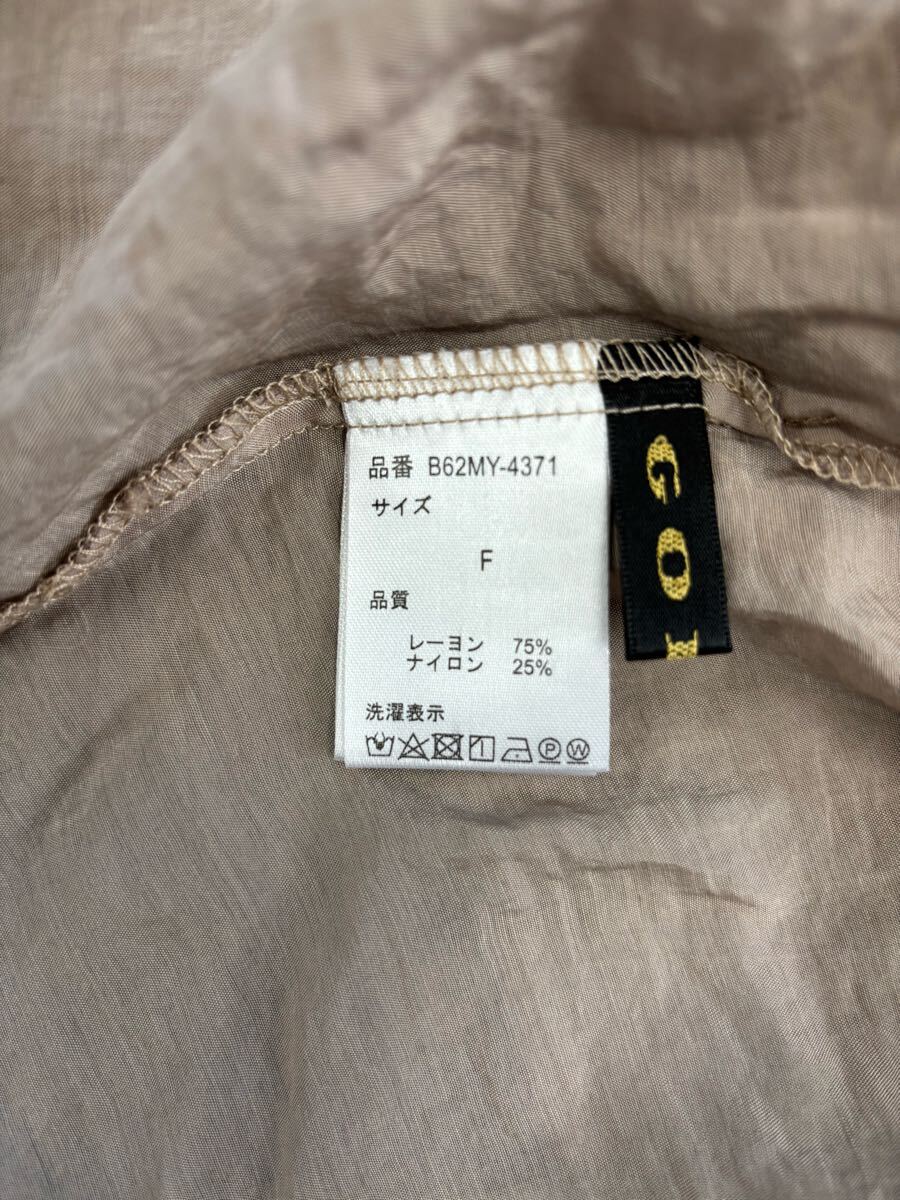 品番 B62MY-4371
サイズ
F
品質
レーヨン 75%
ナイロン 25%
洗濯表示
P W
G O